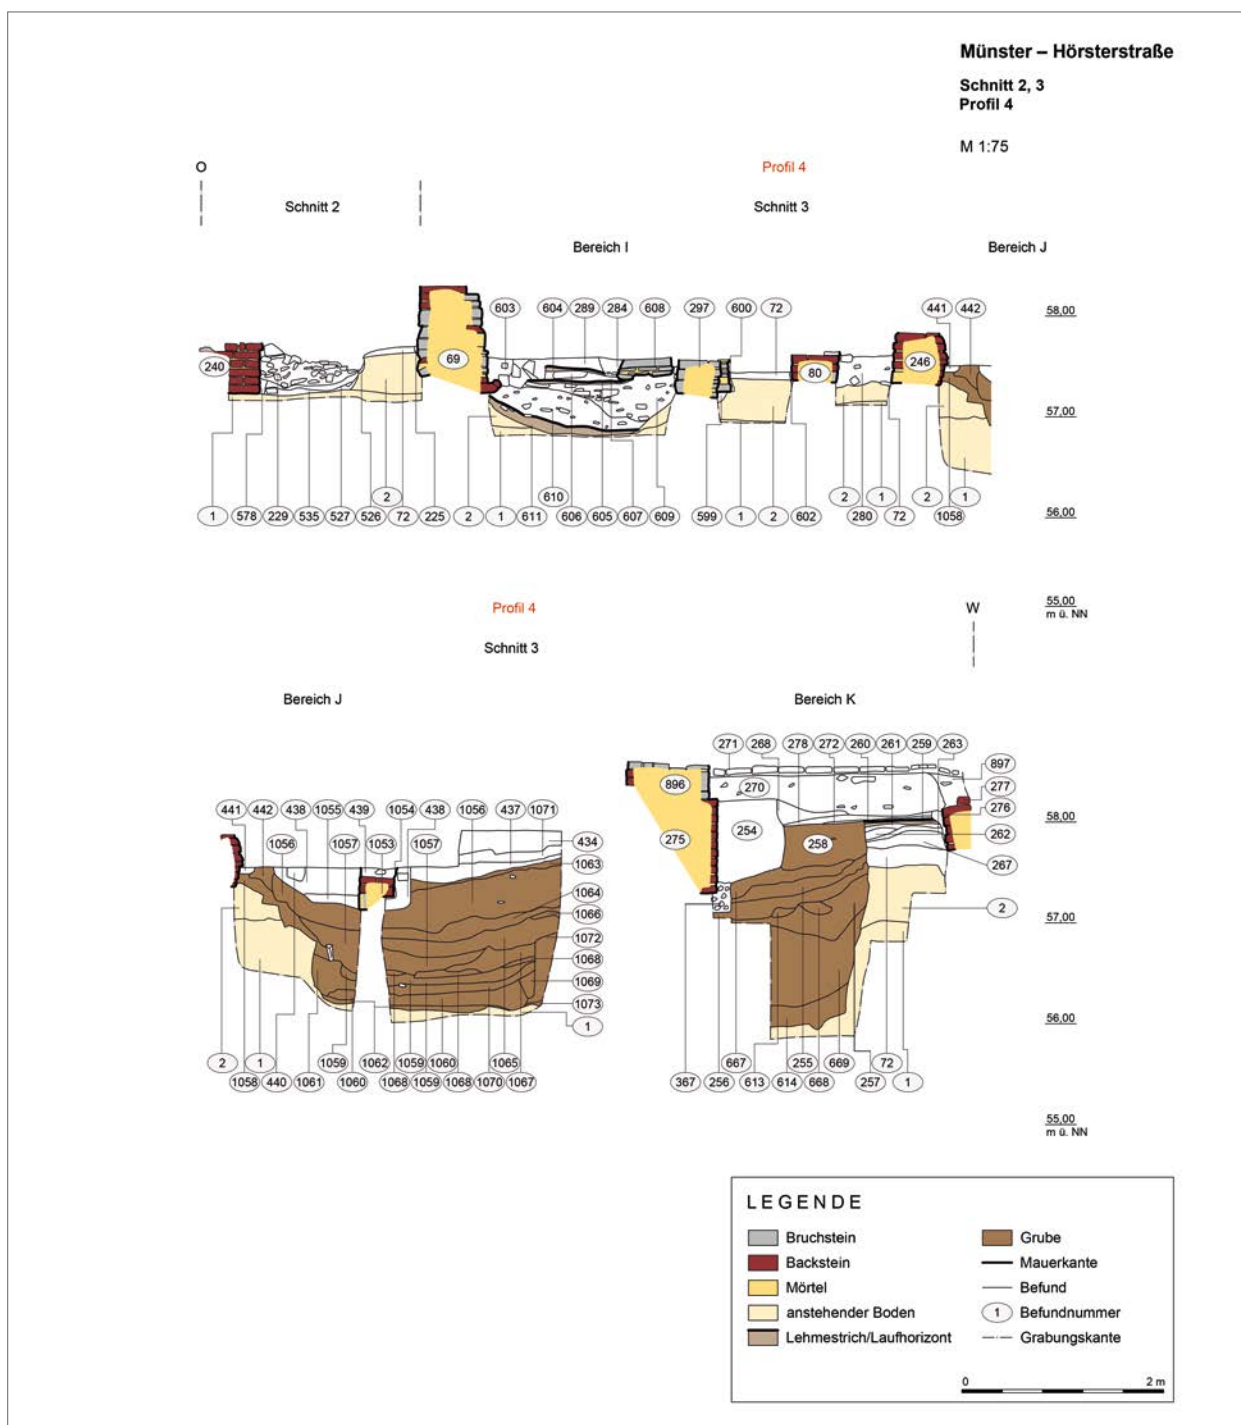 Münster – Hörsterstraße
Schnitt 2, 3
Profil 4
M 1:75
O
Profil 4
Schnitt 2
Schnitt 3
Bereich I
Bereich J
603 604 289 284 608 297 600 72 441 442
58,00
240 69 80 246
57,00
2 610 2 1 2 1
1 578 229 535 527 526 72 225 2 1 611 606 605 607 609 599 1 2 602 280 72 1058
56,00
55,00
m ü. NN
Profil 4
W
Schnitt 3
Bereich J
Bereich K
271 268 278 272 260 261 259 263
897
896 270 277
441 442 438 1055 439 1054 438 1056 437 1071
276
58,00
254 262
1056 1057 1053 1057 434
275 258
1063 267
1064
1066 2
57,00
1072
1068
1069
1073
1
56,00
2 1 1059 1062 1059 1060 1065 667 255 669 72
1058 440 1061 1060 1068 1059 1068 1070 1067 367 256 613 614 668 257 1
55,00
m ü. NN
LEGENDE
Bruchstein
Backstein
Mörtel
anstehender Boden
Lehmestrich/Laufhorizont
Grube
Mauerkante
Befund
1 Befundnummer
Grabungskante
0 2 m